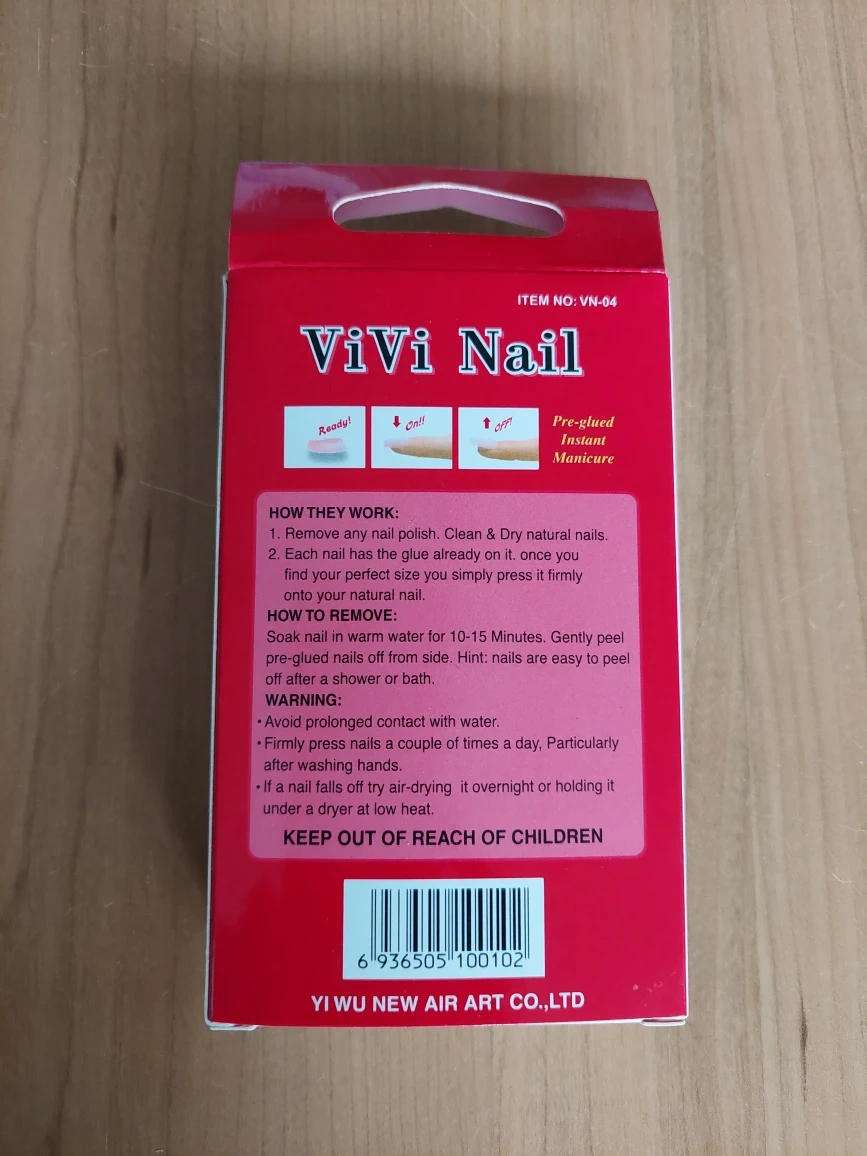 ITEM NO: VN-04
ViVi Nail
Ready!
On!!
OFF!
Pre-glued
Instant
Manicure
HOW THEY WORK:
1. Remove any nail polish. Clean & Dry natural nails.
2. Each nail has the glue already on it. once you
find your perfect size you simply press it firmly
onto your natural nail.
HOW TO REMOVE:
Soak nail in warm water for 10-15 Minutes. Gently peel
pre-glued nails off from side. Hint: nails are easy to peel
off after a shower or bath.
WARNING:
• Avoid prolonged contact with water.
• Firmly press nails a couple of times a day, Particularly
after washing hands.
• If a nail falls off try air-drying it overnight or holding it
under a dryer at low heat.
KEEP OUT OF REACH OF CHILDREN
6 936505 100102
YI WU NEW AIR ART CO.,LTD